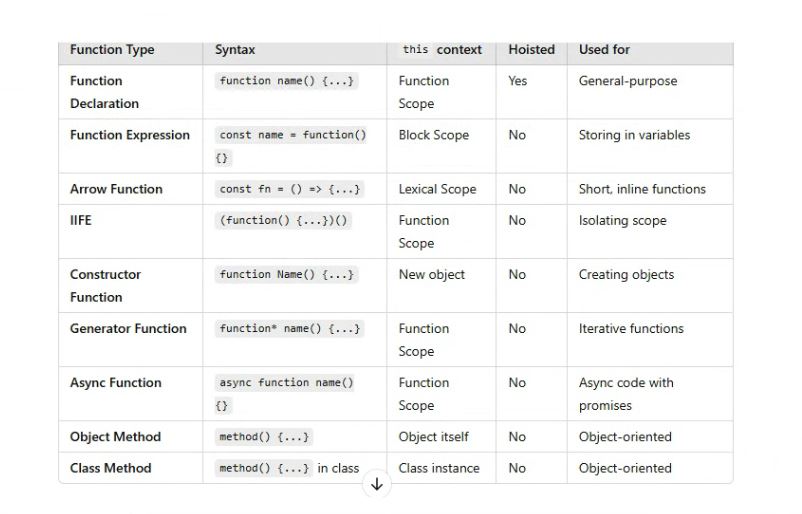 Function Type Syntax this context Hoisted Used for
Function function name() {...} Function Yes General-purpose
Declaration Scope
Function Expression const name = function() Block Scope No Storing in variables
{}
Arrow Function const fn = () => {...} Lexical Scope No Short, inline functions
IIFE (function() {...})() Function No Isolating scope
Scope
Constructor function Name() {...} New object No Creating objects
Function
Generator Function function* name() {...} Function No Iterative functions
Scope
Async Function async function name() Function No Async code with
{} Scope promises
Object Method method() {...} Object itself No Object-oriented
Class Method method() {...} in class Class instance No Object-oriented